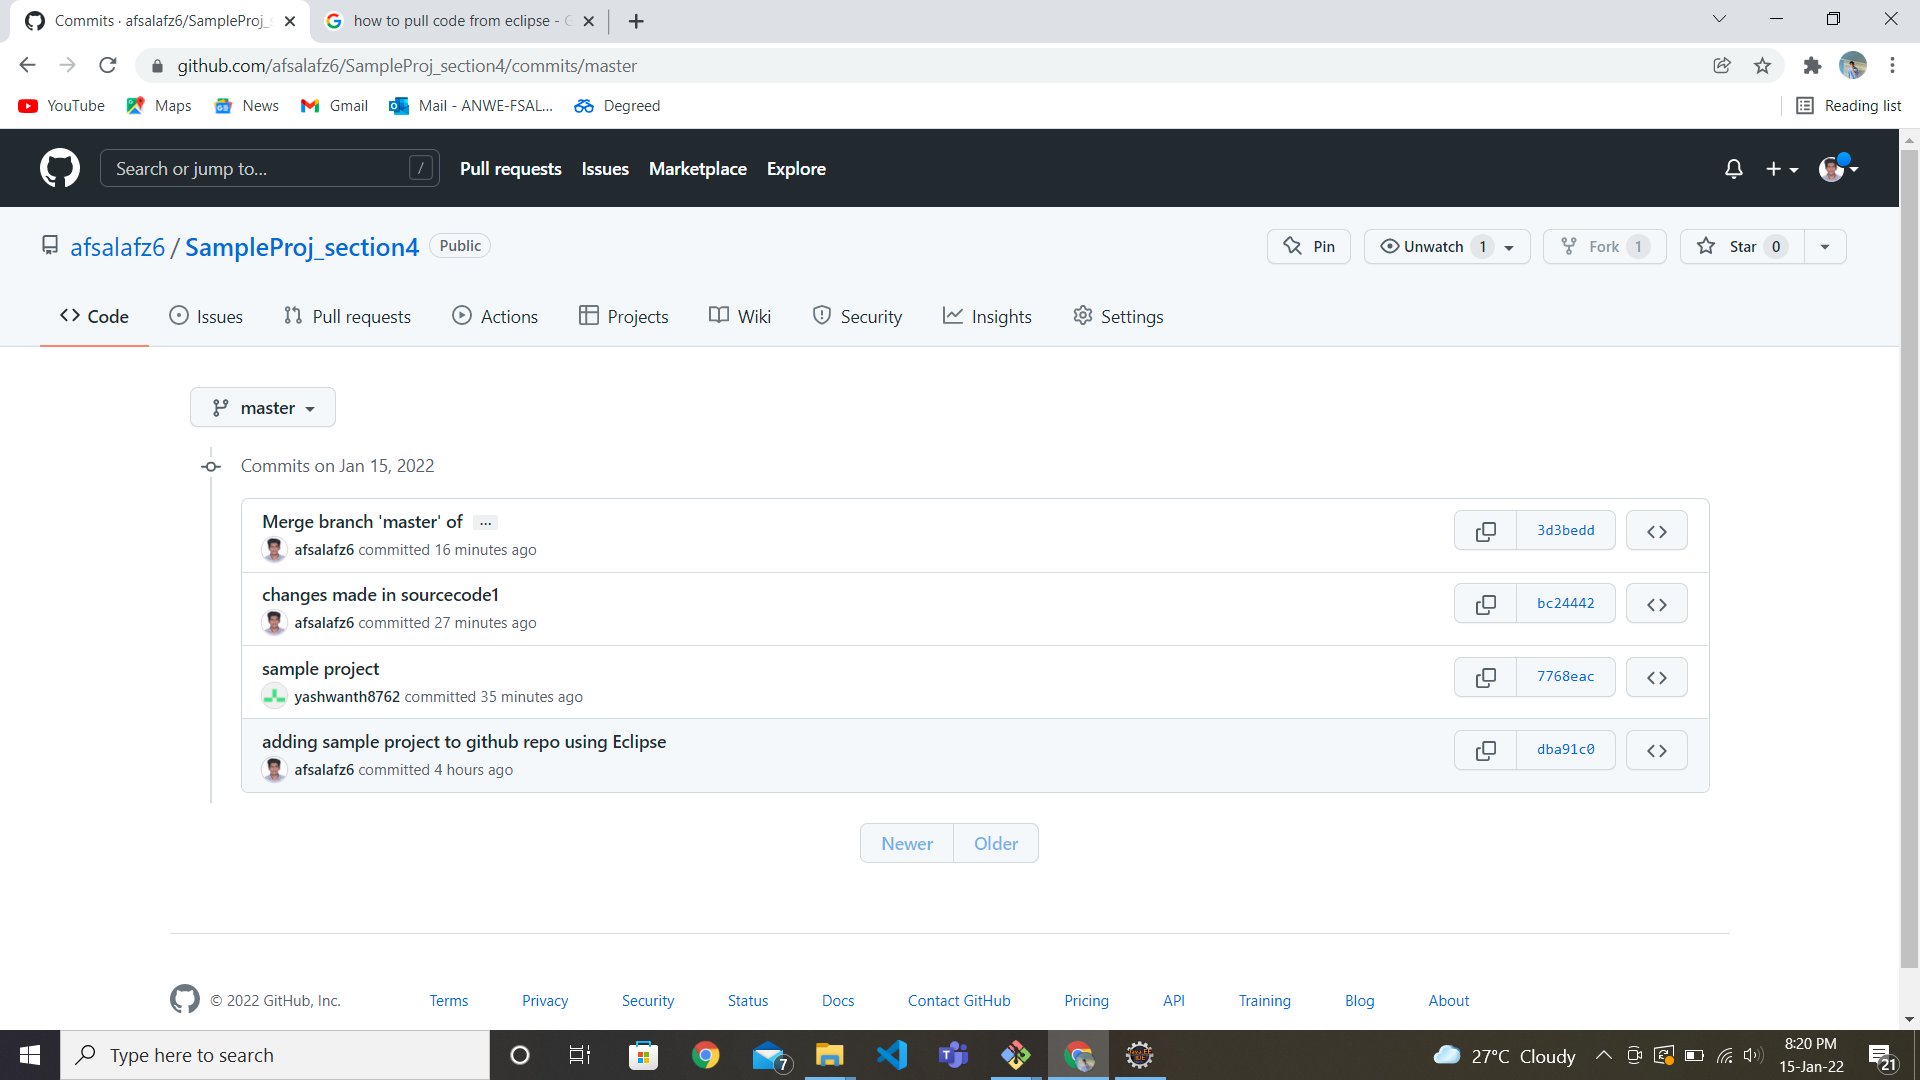 Commits · afsalafz6/SampleProj_s
how to pull code from eclipse - G
github.com/afsalafz6/SampleProj_section4/commits/master
YouTube
Maps
News
Gmail
Mail - ANWE-FSAL...
Degreed
Reading list
Search or jump to...
/
Pull requests
Issues
Marketplace
Explore
afsalafz6 / SampleProj_section4
Public
Pin
Unwatch 1
Fork 1
Star 0
Code
Issues
Pull requests
Actions
Projects
Wiki
Security
Insights
Settings
master
Commits on Jan 15, 2022
Merge branch 'master' of ...
afsalafz6 committed 16 minutes ago
3d3bedd
changes made in sourcecode1
afsalafz6 committed 27 minutes ago
bc24442
sample project
yashwanth8762 committed 35 minutes ago
7768eac
adding sample project to github repo using Eclipse
afsalafz6 committed 4 hours ago
dba91c0
Newer
Older
© 2022 GitHub, Inc.
Terms
Privacy
Security
Status
Docs
Contact GitHub
Pricing
API
Training
Blog
About
Type here to search
7
27°C Cloudy
8:20 PM
15-Jan-22
21